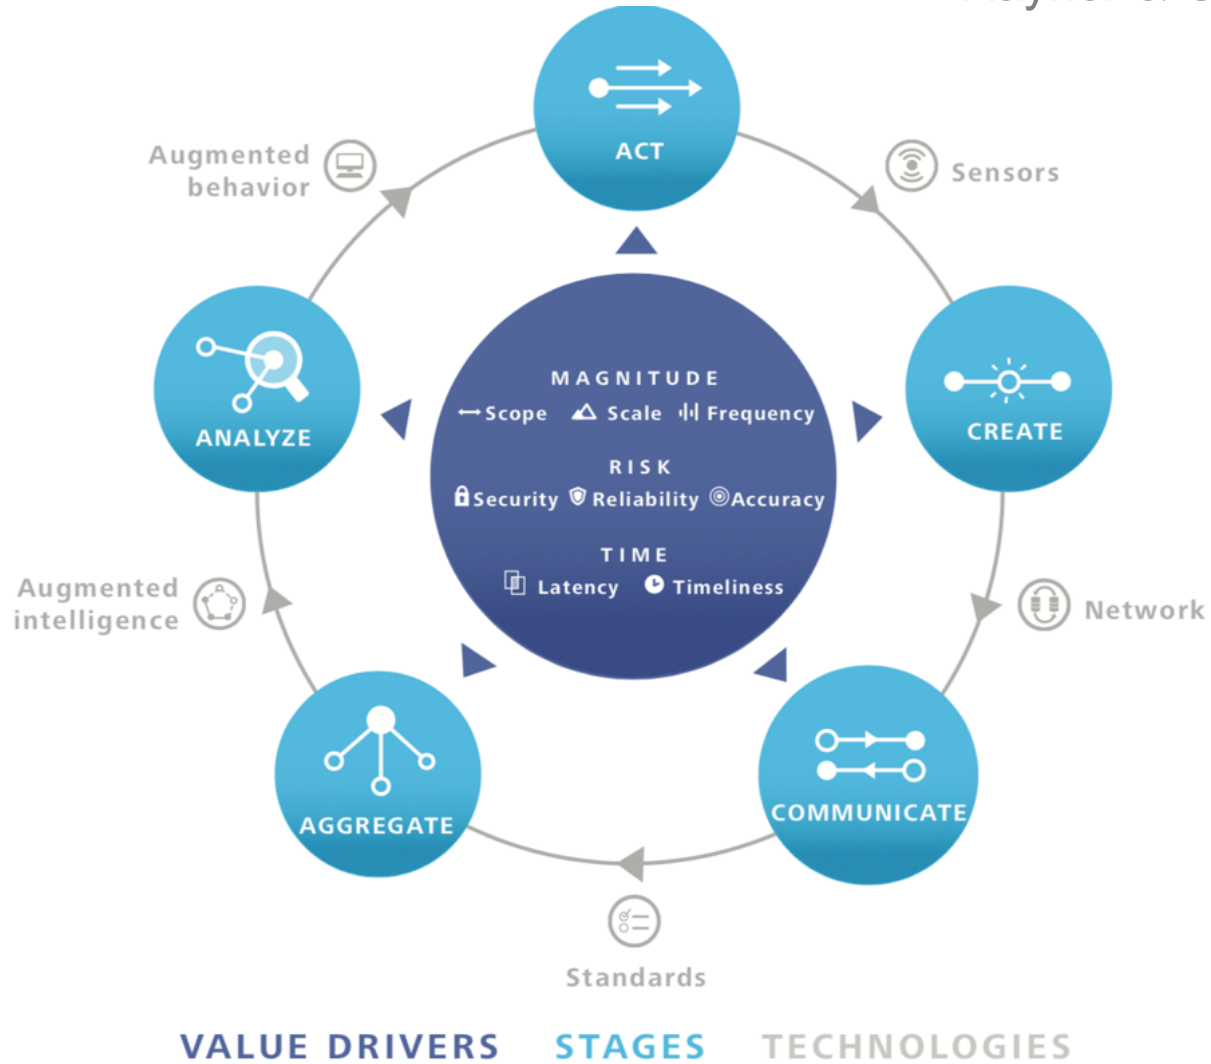 ACT
Augmented
behavior
Sensors
ANALYZE
CREATE
MAGNITUDE
Scope Scale Frequency
RISK
Security Reliability Accuracy
TIME
Latency Timeliness
Augmented
intelligence
Network
AGGREGATE
COMMUNICATE
Standards
VALUE DRIVERS STAGES TECHNOLOGIES